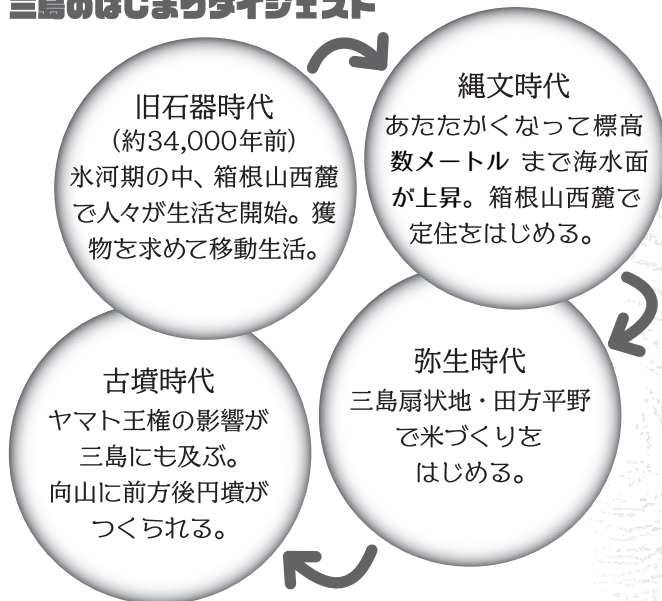 三島のはじまりダイジェスト
旧石器時代
(約34,000年前)
氷河期の中、箱根山西麓
で人々が生活を開始。獲
物を求めて移動生活。
縄文時代
あたたがくなって標高
数メートル まで海水面
が上昇。箱根山西麓で
定住をはじめる。
弥生時代
三島扇状地・田方平野
で米づくりを
はじめる。
古墳時代
ヤマト王権の影響が
三島にも及ぶ。
向山に前方後円墳が
つくられる。